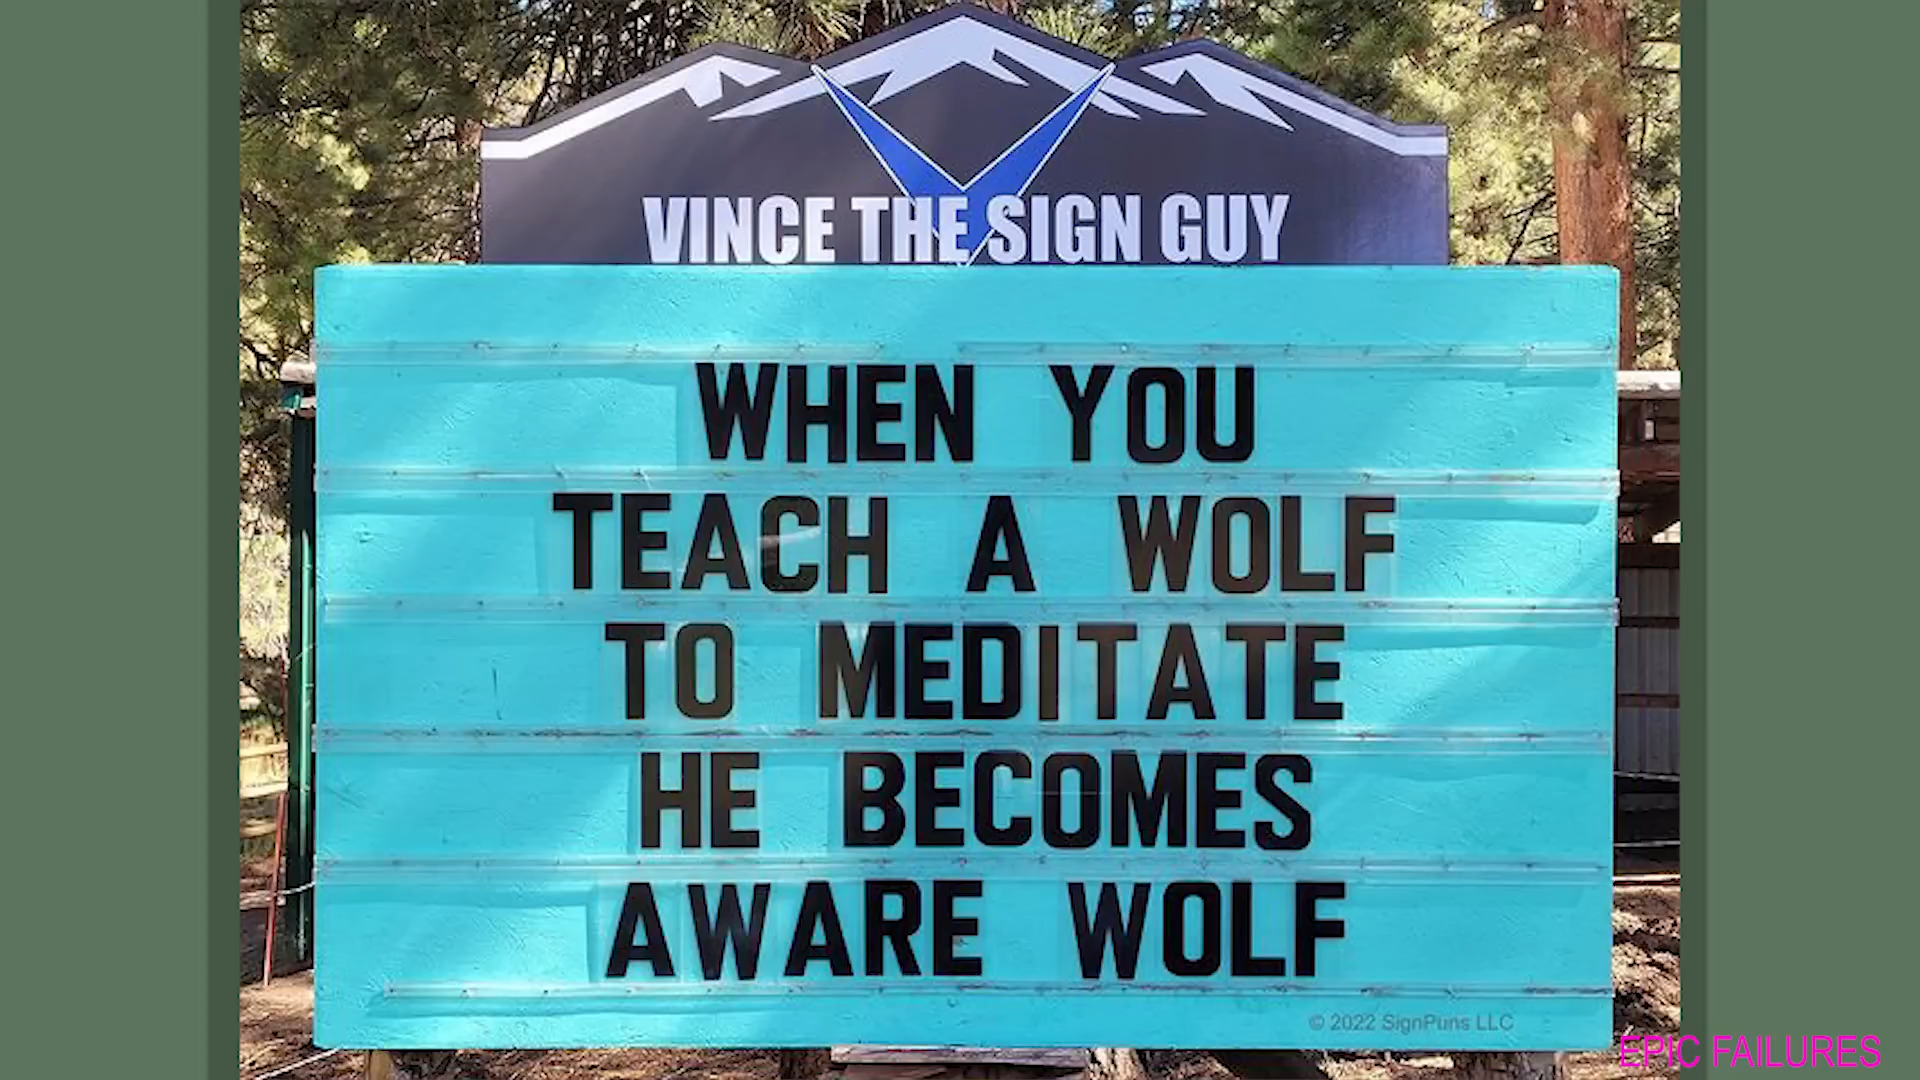 VINCE THE SIGN GUY
WHEN YOU
TEACH A WOLF
TO MEDITATE
HE BECOMES
AWARE WOLF
© 2022 SignPuns LLC
EPIC FAILURES